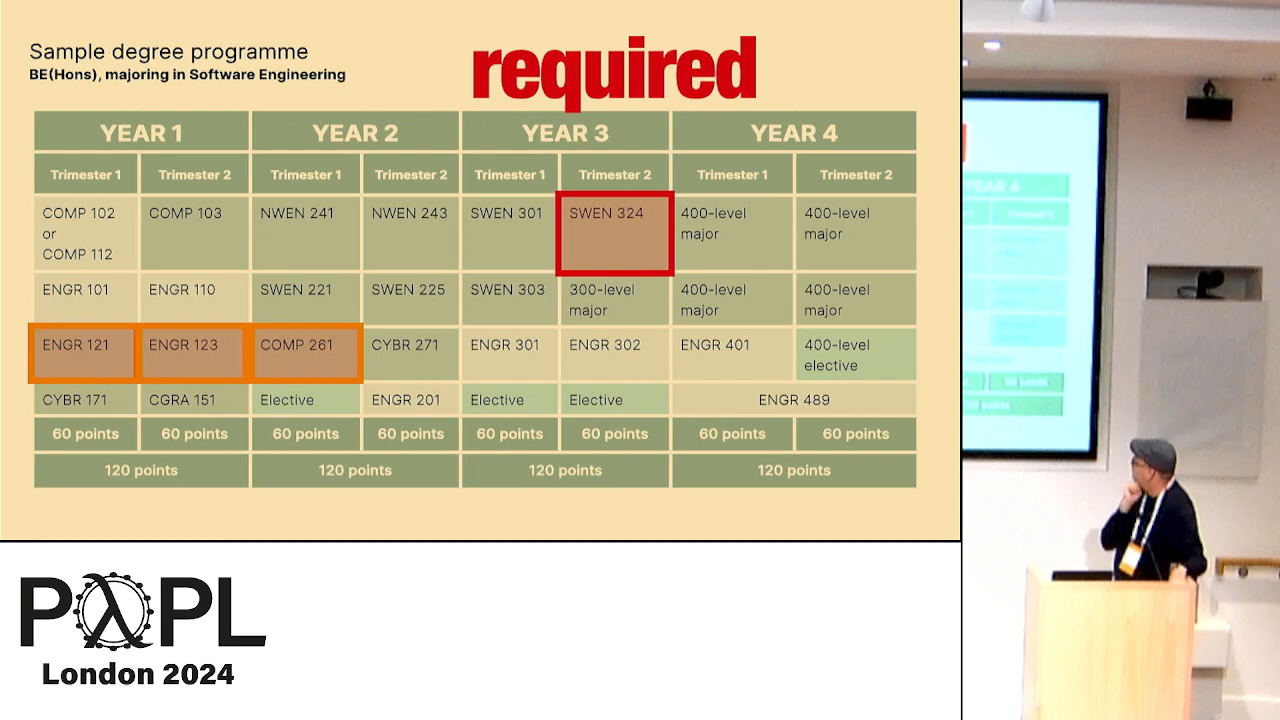 Sample degree programme
BE(Hons), majoring in Software Engineering
required
YEAR 1 YEAR 2 YEAR 3 YEAR 4
Trimester 1 Trimester 2 Trimester 1 Trimester 2 Trimester 1 Trimester 2 Trimester 1 Trimester 2
COMP 102 COMP 103 NWEN 241 NWEN 243 SWEN 301 SWEN 324 400-level 400-level
or major major
COMP 112
ENGR 101 ENGR 110 SWEN 221 SWEN 225 SWEN 303 300-level 400-level 400-level
major major major
ENGR 121 ENGR 123 COMP 261 CYBR 271 ENGR 301 ENGR 302 ENGR 401 400-level
elective
CYBR 171 CGRA 151 Elective ENGR 201 Elective Elective ENGR 489
60 points 60 points 60 points 60 points 60 points 60 points 60 points 60 points
120 points 120 points 120 points 120 points
YEAR 4
PλPL
London 2024